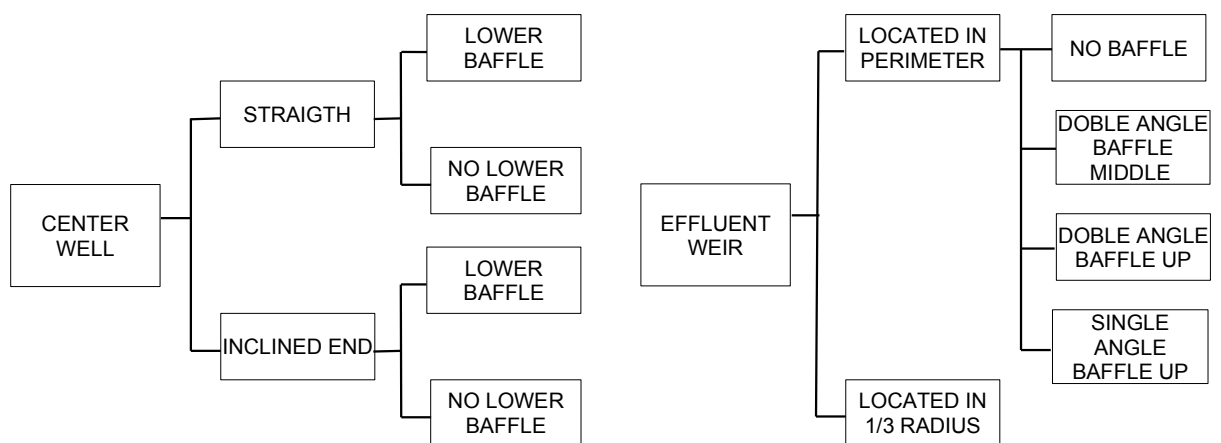 CENTER
WELL
STRAIGTH
INCLINED END
LOWER
BAFFLE
NO LOWER
BAFFLE
LOWER
BAFFLE
NO LOWER
BAFFLE
EFFLUENT
WEIR
LOCATED IN
PERIMETER
LOCATED IN
1/3 RADIUS
NO BAFFLE
DOBLE ANGLE
BAFFLE
MIDDLE
DOBLE ANGLE
BAFFLE UP
SINGLE
ANGLE
BAFFLE UP